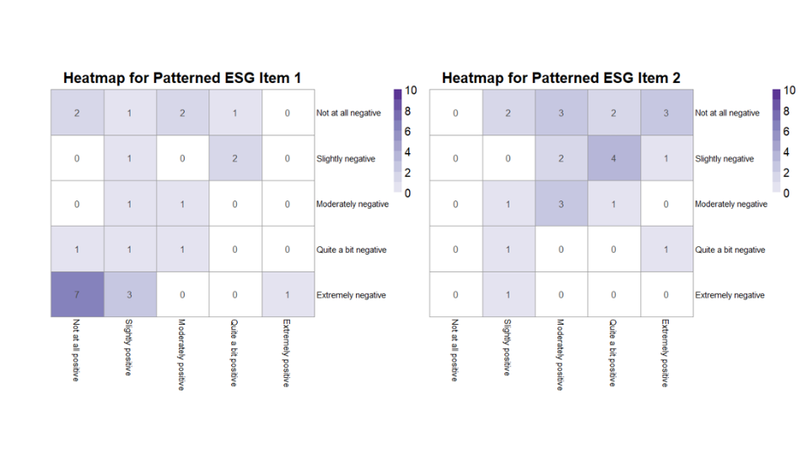 Heatmap for Patterned ESG Item 1
10
8
6
4
2
0
2 1 2 1 0 Not at all negative
0 1 0 2 0 Slightly negative
0 1 1 0 0 Moderately negative
1 1 1 0 0 Quite a bit negative
7 3 0 0 1 Extremely negative
Not at all positive
Slightly positive
Moderately positive
Quite a bit positive
Extremely positive
Heatmap for Patterned ESG Item 2
10
8
6
4
2
0
0 2 3 2 3 Not at all negative
0 0 2 4 1 Slightly negative
0 1 3 1 0 Moderately negative
0 1 0 0 1 Quite a bit negative
0 1 0 0 0 Extremely negative
Not at all positive
Slightly positive
Moderately positive
Quite a bit positive
Extremely positive